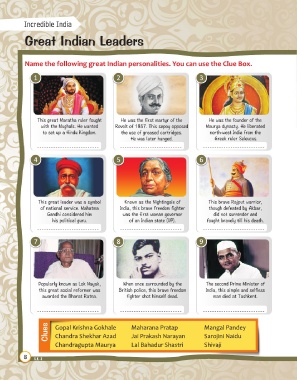 Incredible India
Great Indian Leaders
Name the following great Indian personalities. You can use the Clue Box.
1
This great Maratha ruler fought
with the Mughals. He wanted
to set up a Hindu Kingdom.
2
He was the first martyr of the
Revolt of 1857. This sepoy opposed
the use of greased cartridges.
He was later hanged.
3
He was the founder of the
Maurya dynasty. He liberated
north-west India from the
Greek ruler Seleucus.
4
This great leader was a symbol
of national service. Mahatma
Gandhi considered him
his political guru.
5
Known as the Nightingale of
India, this brave freedom fighter
was the first woman governor
of an Indian state (UP).
6
This brave Rajput warrior,
though defeated by Akbar,
did not surrender and
fought bravely till his death.
7
Popularly known as Lok Nayak,
this great social reformer was
awarded the Bharat Ratna.
8
When once surrounded by the
British police, this brave freedom
fighter shot himself dead.
9
The second Prime Minister of
India, this simple and selfless
man died at Tashkent.
Clues
Gopal Krishna Gokhale Maharana Pratap Mangal Pandey
Chandra Shekhar Azad Jai Prakash Narayan Sarojini Naidu
Chandragupta Maurya Lal Bahadur Shastri Shivaji
8